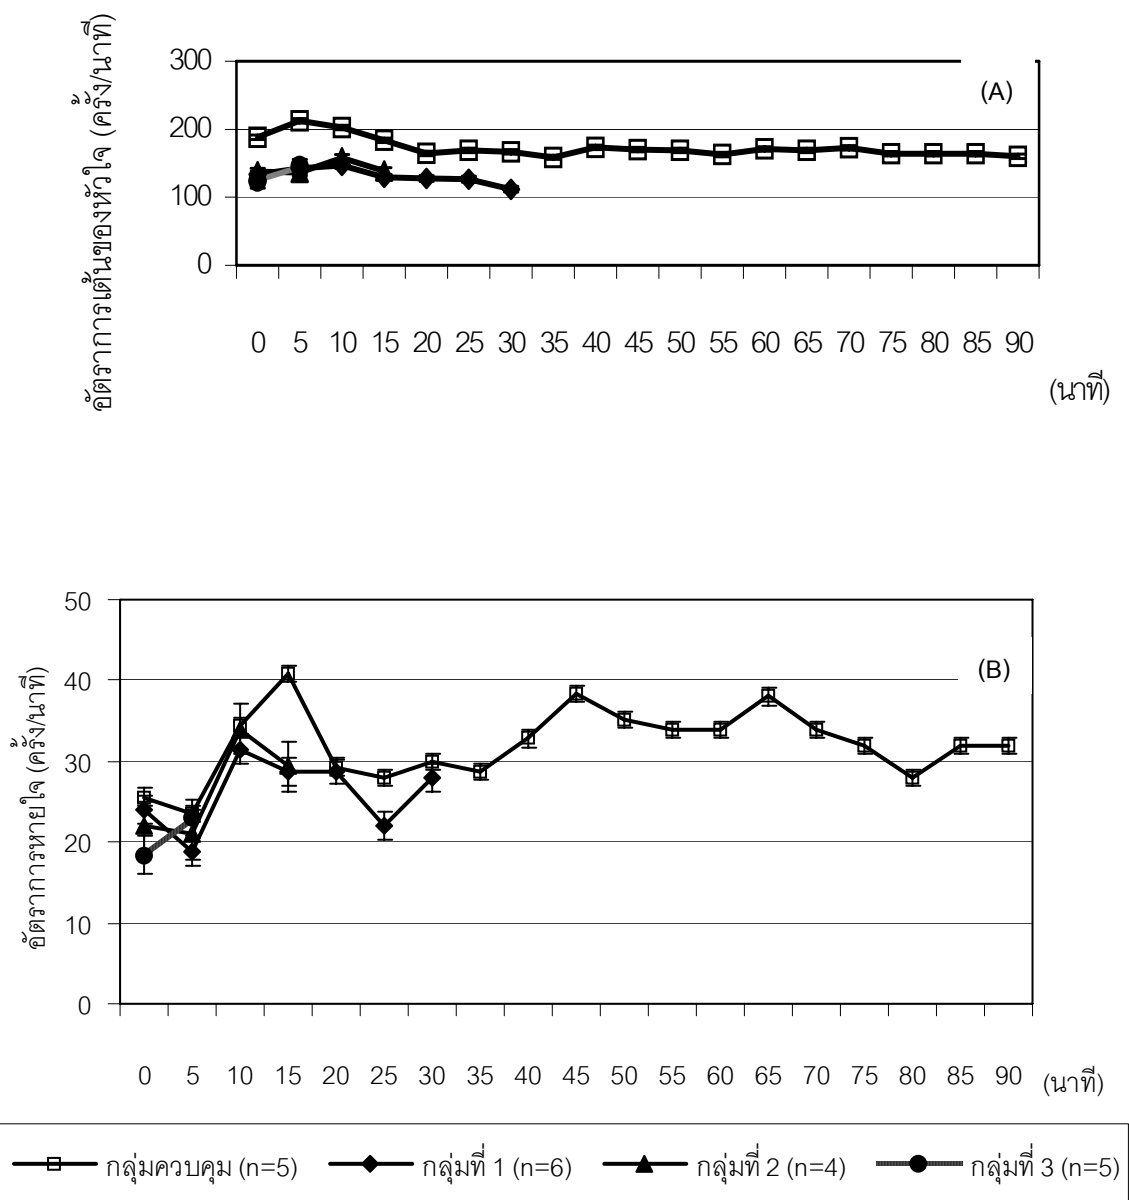 อัตราการเต้นของหัวใจ (ครั้ง/นาที)
300
200
100
0
(A)
0 5 10 15 20 25 30 35 40 45 50 55 60 65 70 75 80 85 90
(นาที)
อัตราการหายใจ (ครั้ง/นาที)
50
40
30
20
10
0
(B)
0 5 10 15 20 25 30 35 40 45 50 55 60 65 70 75 80 85 90
(นาที)
กลุ่มควบคุม (n=5) กลุ่มที่ 1 (n=6) กลุ่มที่ 2 (n=4) กลุ่มที่ 3 (n=5)